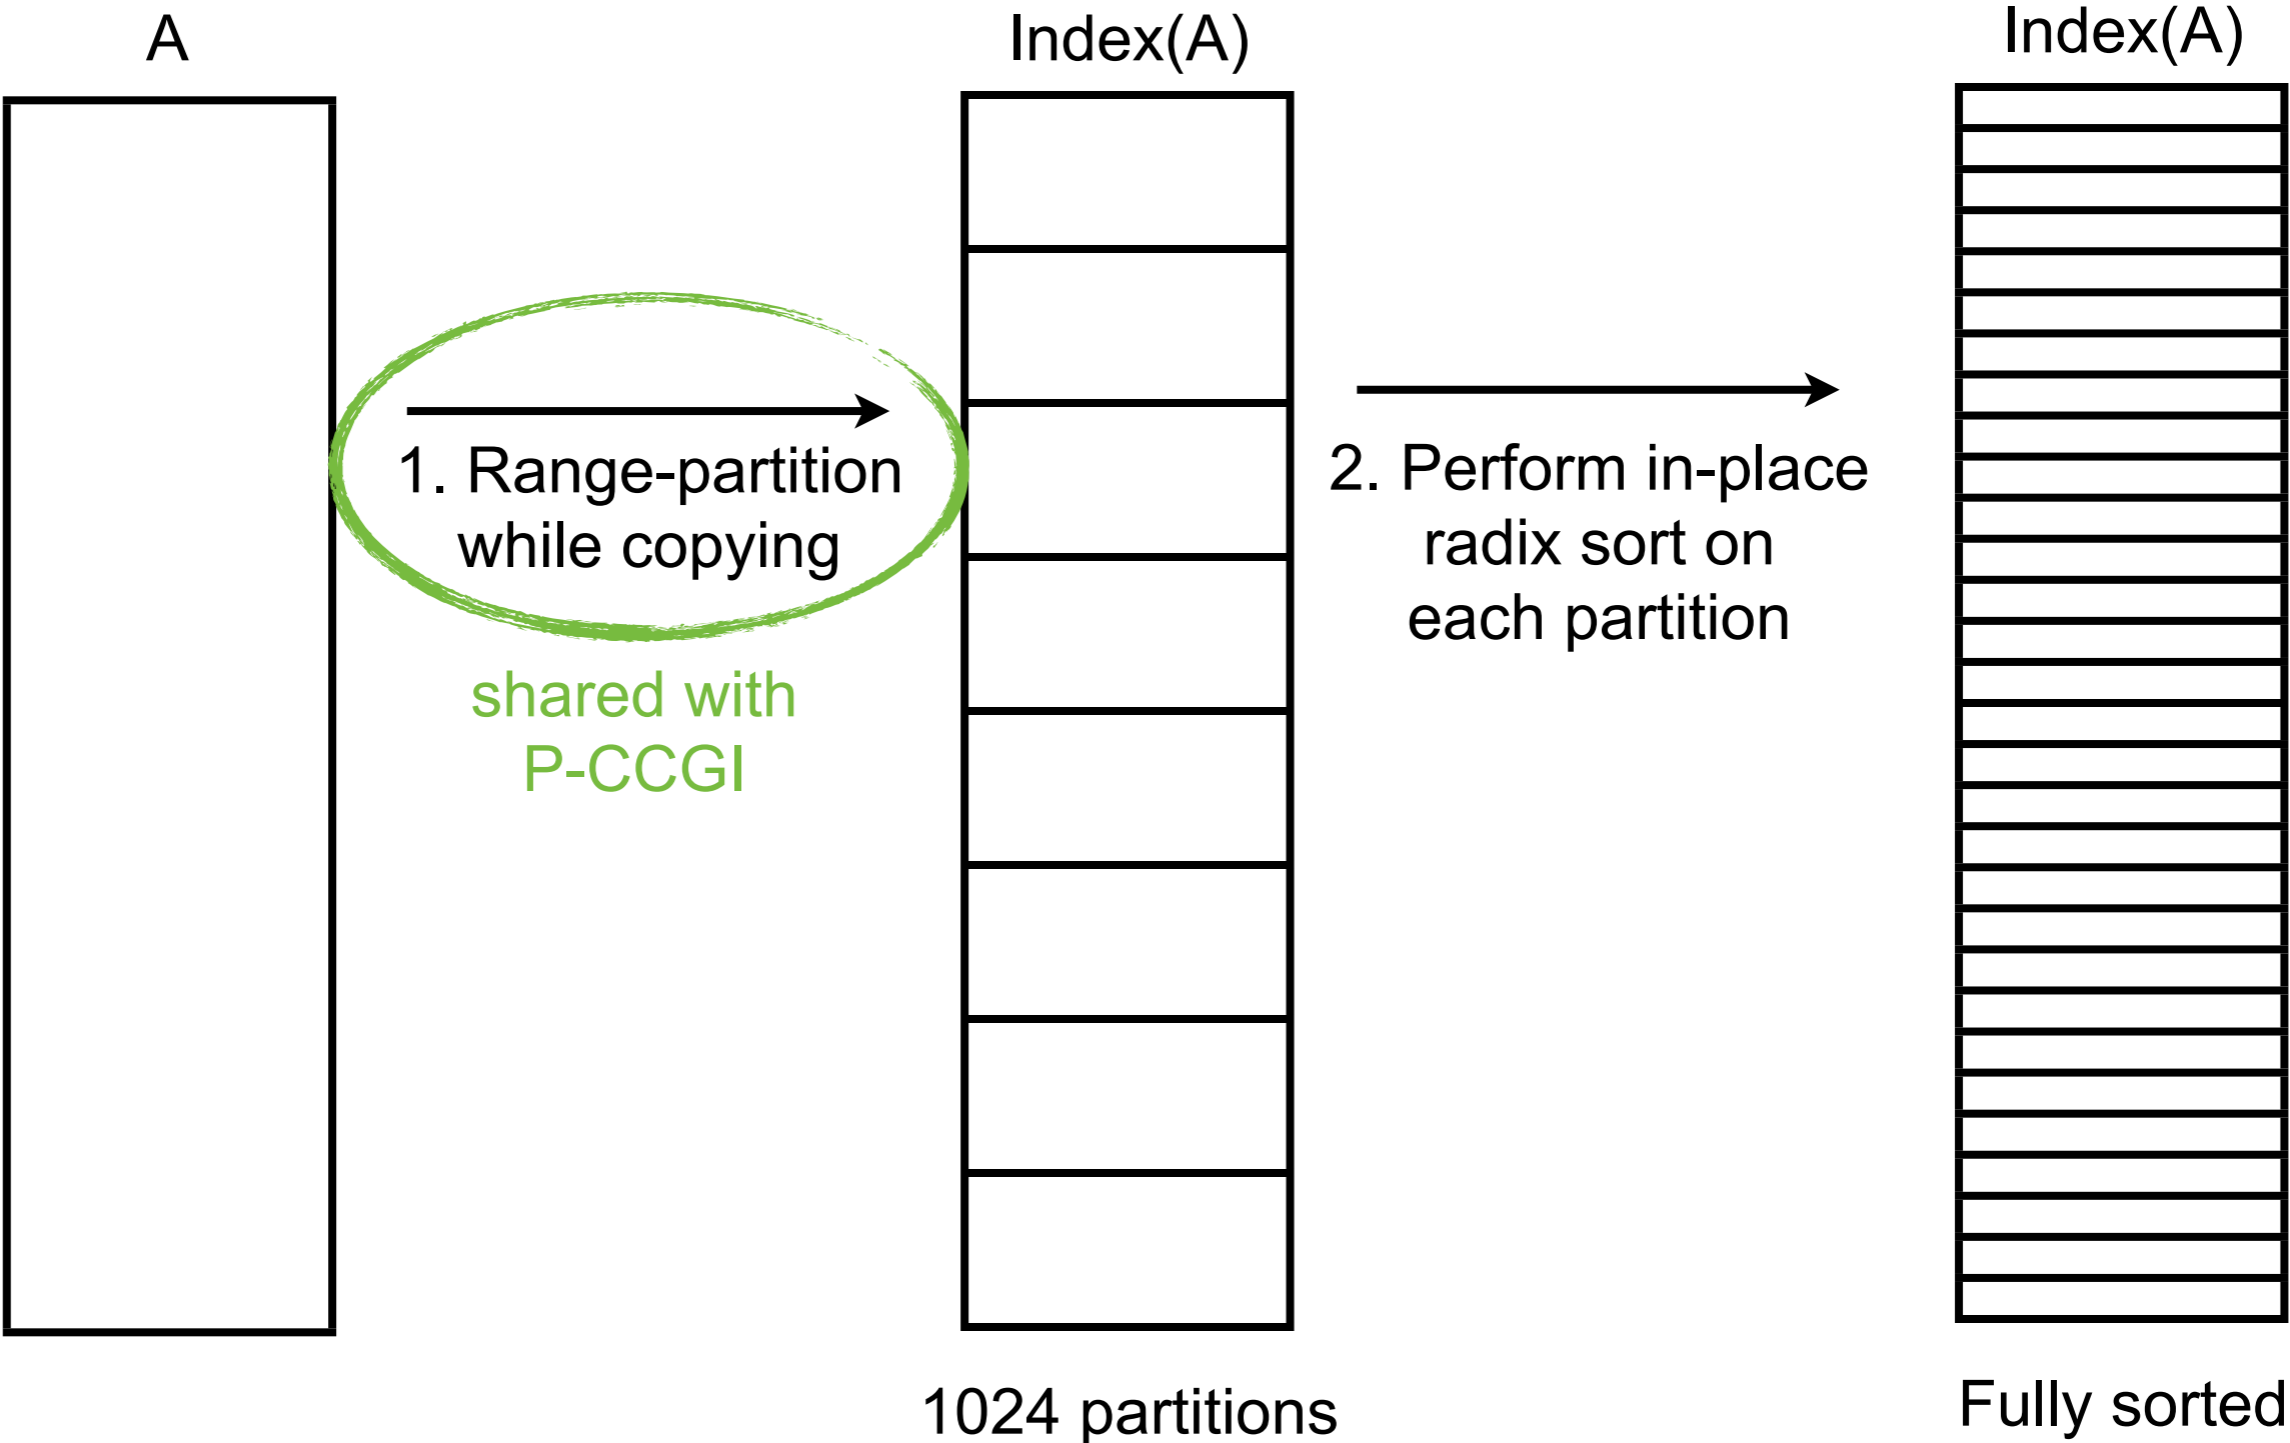 A
Index(A)
Index(A)
1. Range-partition
while copying
shared with
P-CCGI
2. Perform in-place
radix sort on
each partition
1024 partitions
Fully sorted